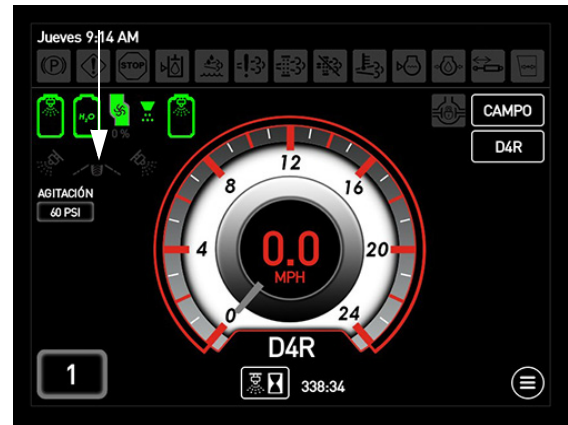 Jueves 9:14 AM
(P)
STOP
H₂O
0 %
CAMPO
D4R
AGITACIÓN
60 PSI
0
4
8
12
16
20
24
0.0
MPH
D4R
1
338:34